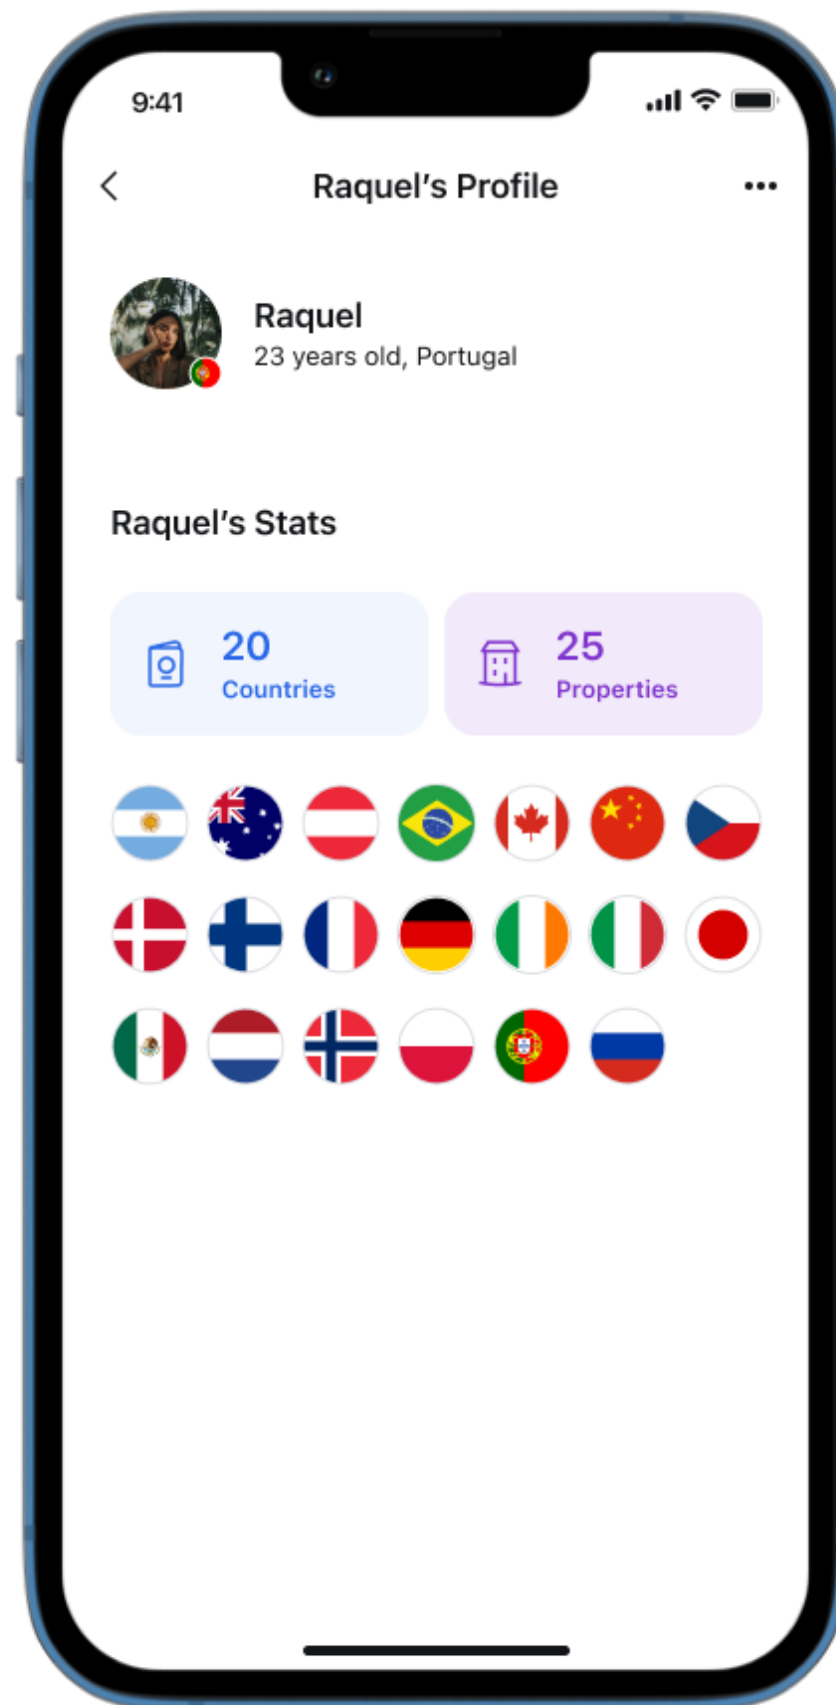 9:41
Raquel’s Profile
Raquel
23 years old, Portugal
Raquel’s Stats
20
Countries
25
Properties